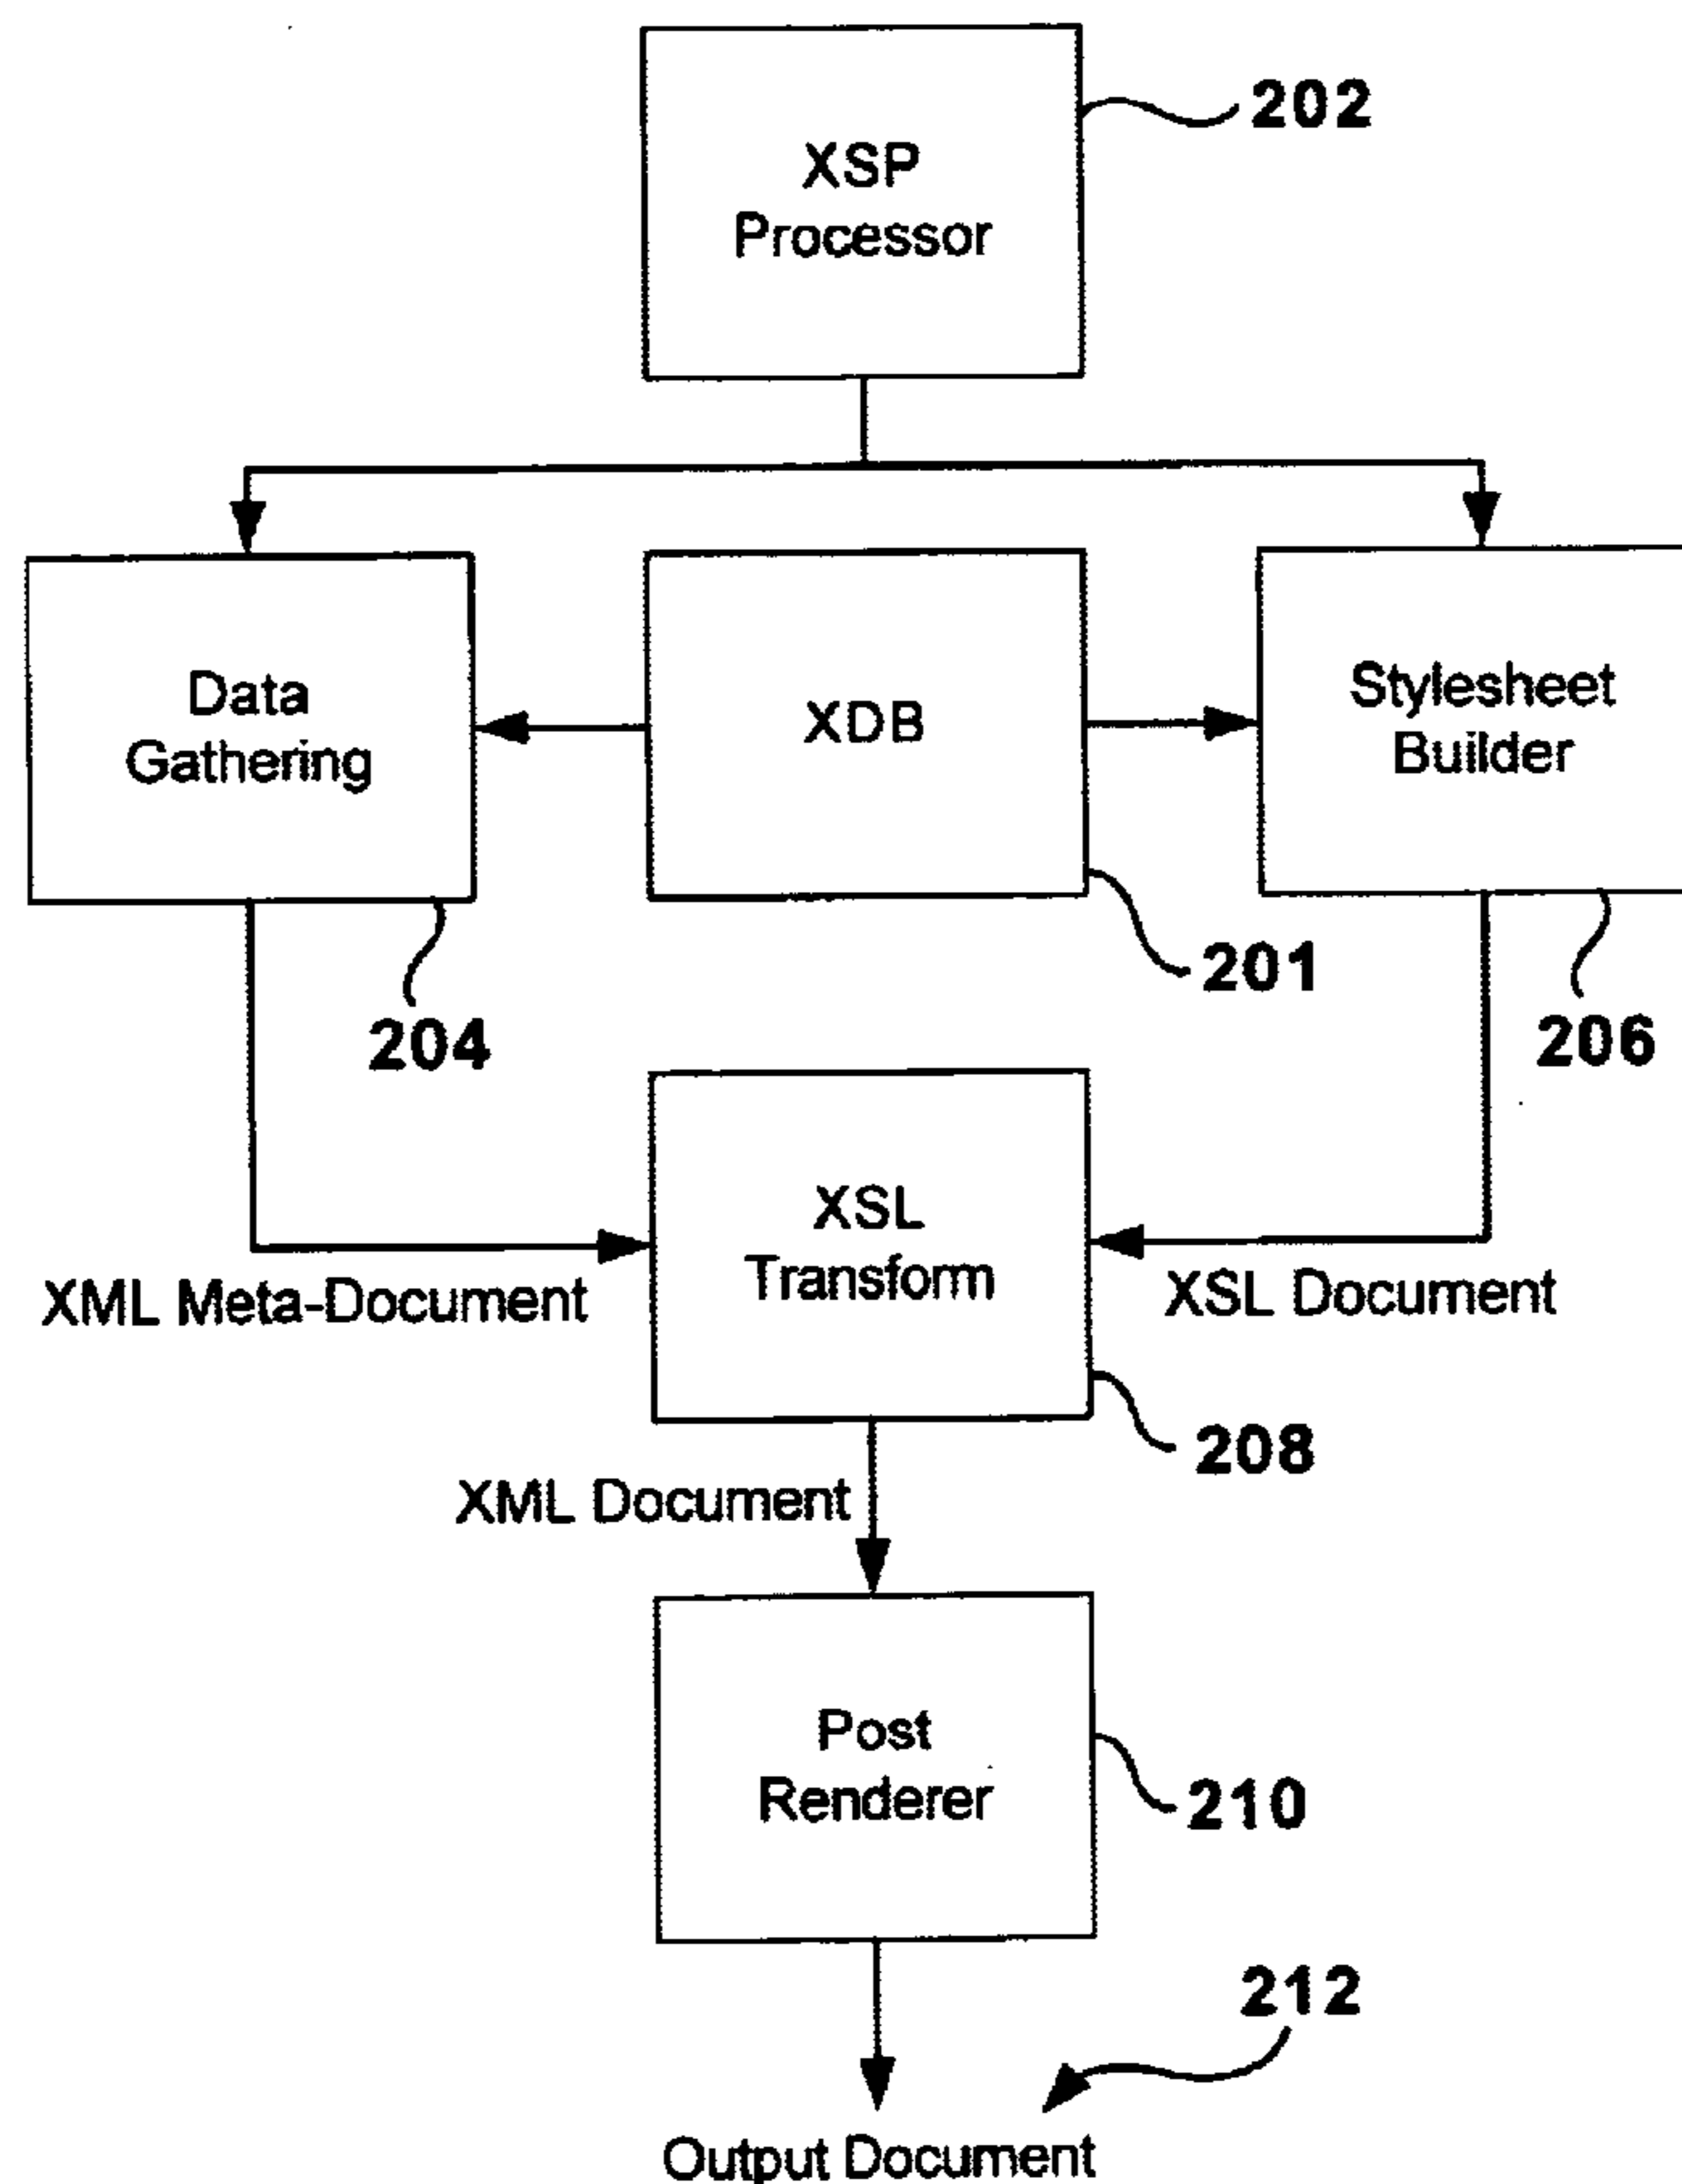 202
XSP
Processor
Data
Gathering
XDB
Stylesheet
Builder
201
204
206
XSL
Transform
XML Meta-Document
XSL Document
208
XML Document
Post
Renderer
210
212
Output Document